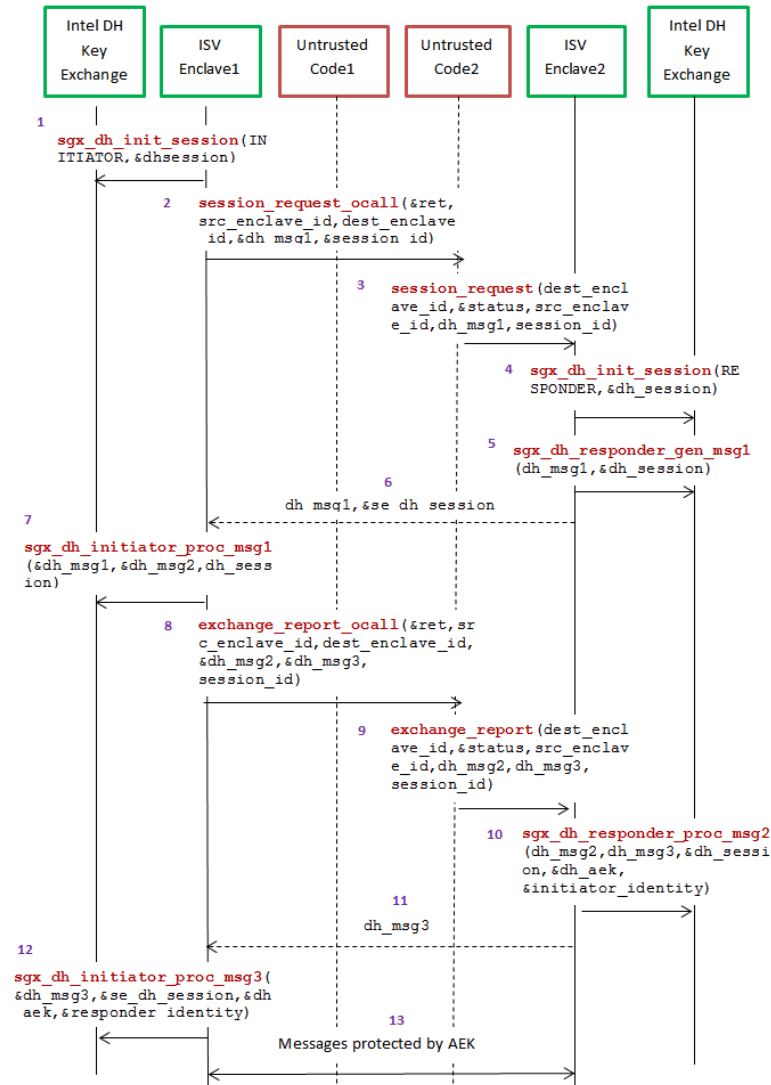 Intel DH
Key
Exchange
ISV
Enclave1
Untrusted
Code1
Untrusted
Code2
ISV
Enclave2
Intel DH
Key
Exchange
1
sgx_dh_init_session(IN
ITIATOR,&dhsession)
2
session_request_ocall(&ret,
src_enclave_id,dest_enclave
_id,&dh_msg1,&session_id)
3
session_request(dest_encl
ave_id,&status,src_enclav
e_id,dh_msg1,session_id)
4
sgx_dh_init_session(RE
SPONDER,&dh_session)
5
sgx_dh_responder_gen_msg1
(dh_msg1,&dh_session)
6
dh_msg1,&se_dh_session
7
sgx_dh_initiator_proc_msg1
(&dh_msg1,&dh_msg2,dh_sess
ion)
8
exchange_report_ocall(&ret,sr
c_enclave_id,dest_enclave_id,
&dh_msg2,&dh_msg3,
session_id)
9
exchange_report(dest_encl
ave_id,&status,src_enclav
e_id,dh_msg2,dh_msg3,
session_id)
10
sgx_dh_responder_proc_msg2
(dh_msg2,dh_msg3,&dh_sessi
on,&dh_aek,
&initiator_identity)
11
dh_msg3
12
sgx_dh_initiator_proc_msg3(
&dh_msg3,&se_dh_session,&dh
_aek,&responder_identity)
13
Messages protected by AEK